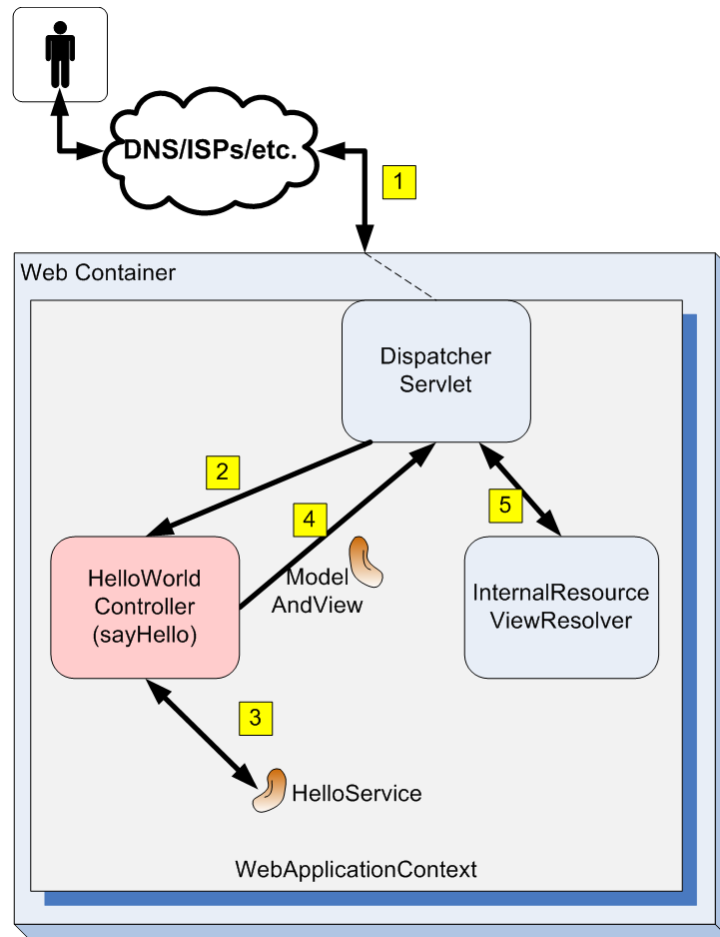 DNS/ISPs/etc.
1
Web Container
Dispatcher
Servlet
2
4
5
HelloWorld
Controller
(sayHello)
Model
AndView
InternalResource
ViewResolver
3
HelloService
WebApplicationContext